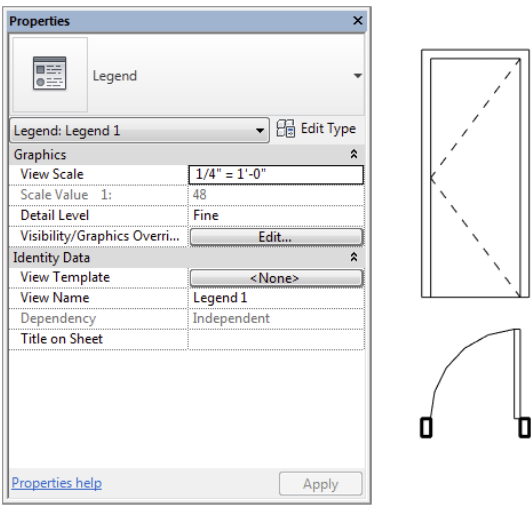 Properties
Legend
Legend: Legend 1
Edit Type
Graphics
View Scale 1/4" = 1'-0"
Scale Value 1: 48
Detail Level Fine
Visibility/Graphics Overri... Edit...
Identity Data
View Template <None>
View Name Legend 1
Dependency Independent
Title on Sheet
Properties help Apply